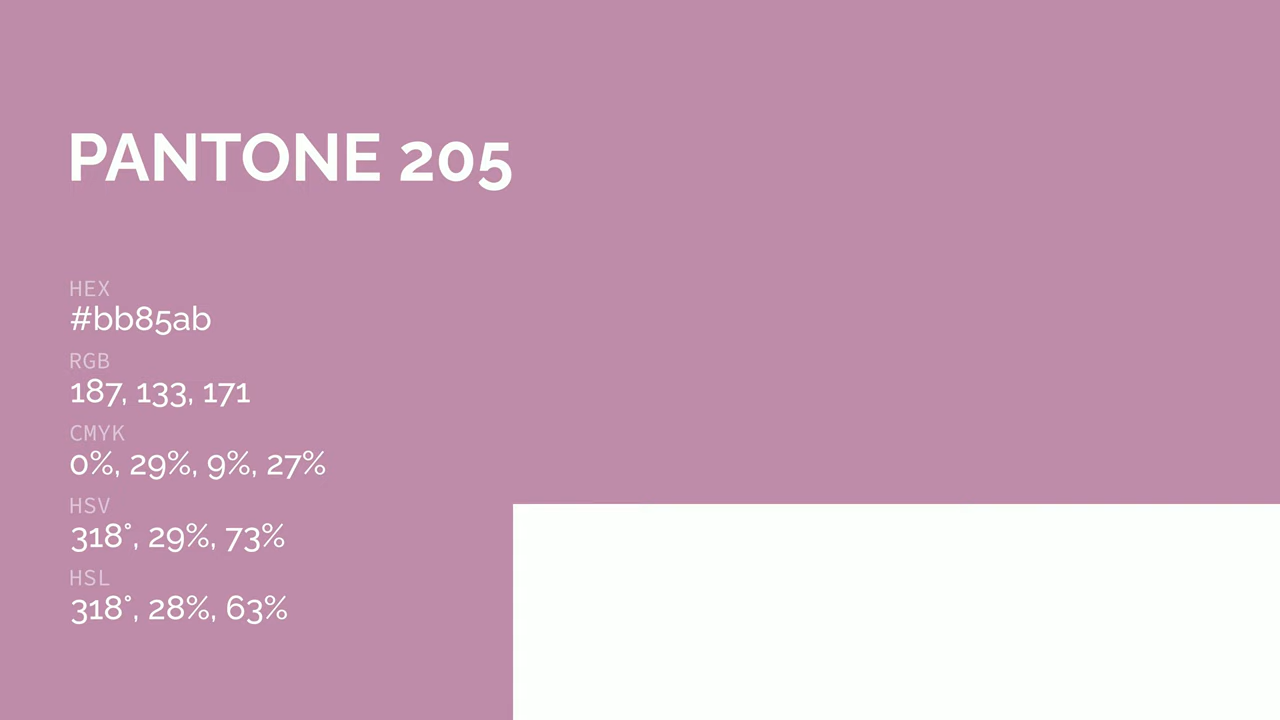 PANTONE 205
HEX
#bb85ab
RGB
187, 133, 171
CMYK
0%, 29%, 9%, 27%
HSV
318°, 29%, 73%
HSL
318°, 28%, 63%